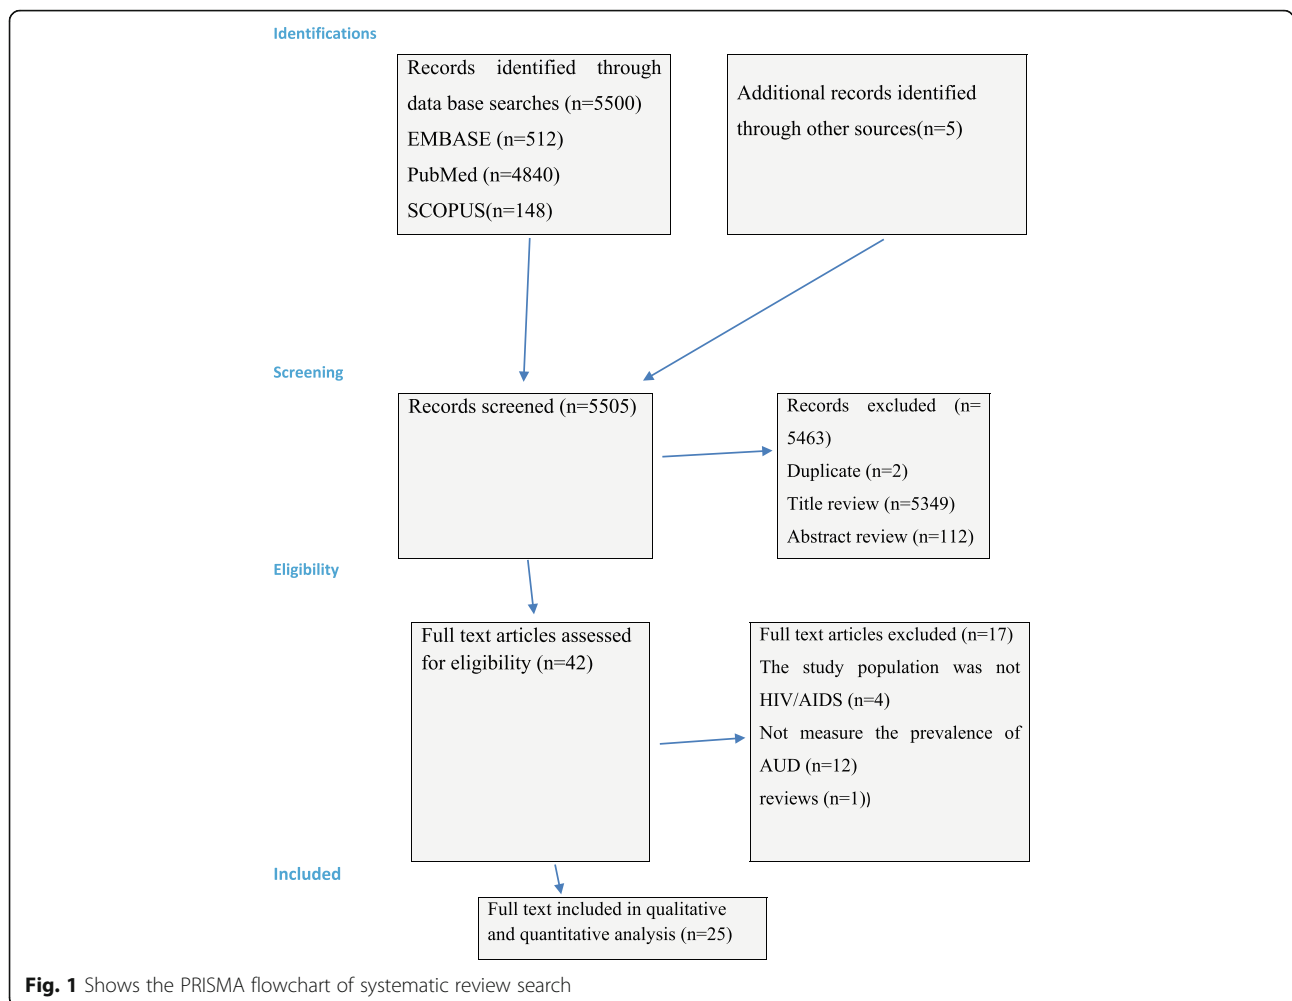 Identifications
Records identified through
data base searches (n=5500)
EMBASE (n=512)
PubMed (n=4840)
SCOPUS(n=148)
Additional records identified
through other sources(n=5)
Screening
Records screened (n=5505)
Records excluded (n=
5463)
Duplicate (n=2)
Title review (n=5349)
Abstract review (n=112)
Eligibility
Full text articles assessed
for eligibility (n=42)
Full text articles excluded (n=17)
The study population was not
HIV/AIDS (n=4)
Not measure the prevalence of
AUD (n=12)
reviews (n=1))
Included
Full text included in qualitative
and quantitative analysis (n=25)
Fig. 1 Shows the PRISMA flowchart of systematic review search